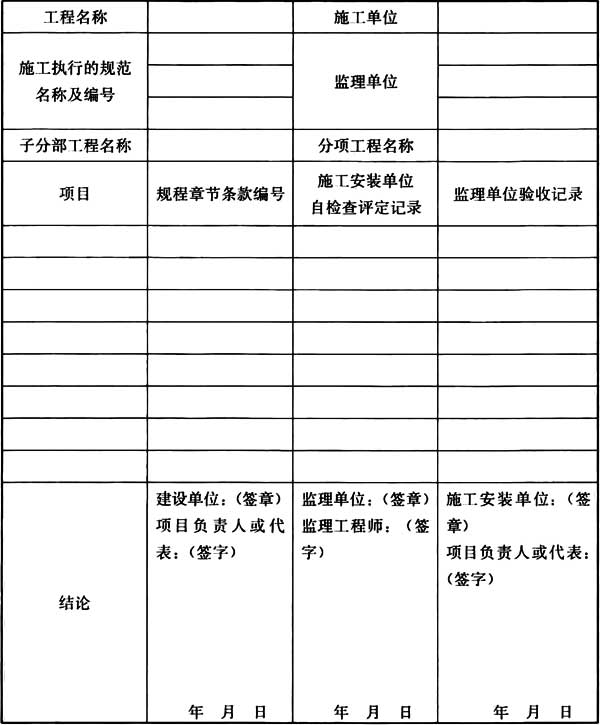 工程名称
施工单位
施工执行的规范
名称及编号
监理单位
子分部工程名称
分项工程名称
项目
规程章节条款编号
施工安装单位
自检查评定记录
监理单位验收记录
结论
建设单位：（签章）
项目负责人或代
表：（签字）
年 月 日
监理单位：（签章）
监理工程师：（签
字）
年 月 日
施工安装单位：（签
章）
项目负责人或代表：
（签字）
年 月 日